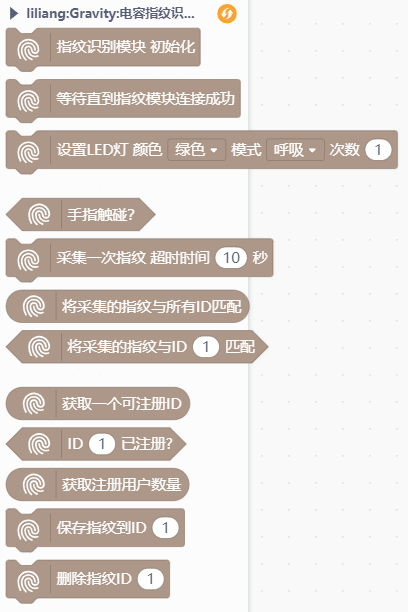 liliang:Gravity:电容指纹识...
指纹识别模块 初始化
等待直到指纹模块连接成功
设置LED灯 颜色 绿色 模式 呼吸 次数 1
手指触碰?
采集一次指纹 超时时间 10 秒
将采集的指纹与所有ID匹配
将采集的指纹与ID 1 匹配
获取一个可注册ID
ID 1 已注册?
获取注册用户数量
保存指纹到ID 1
删除指纹ID 1